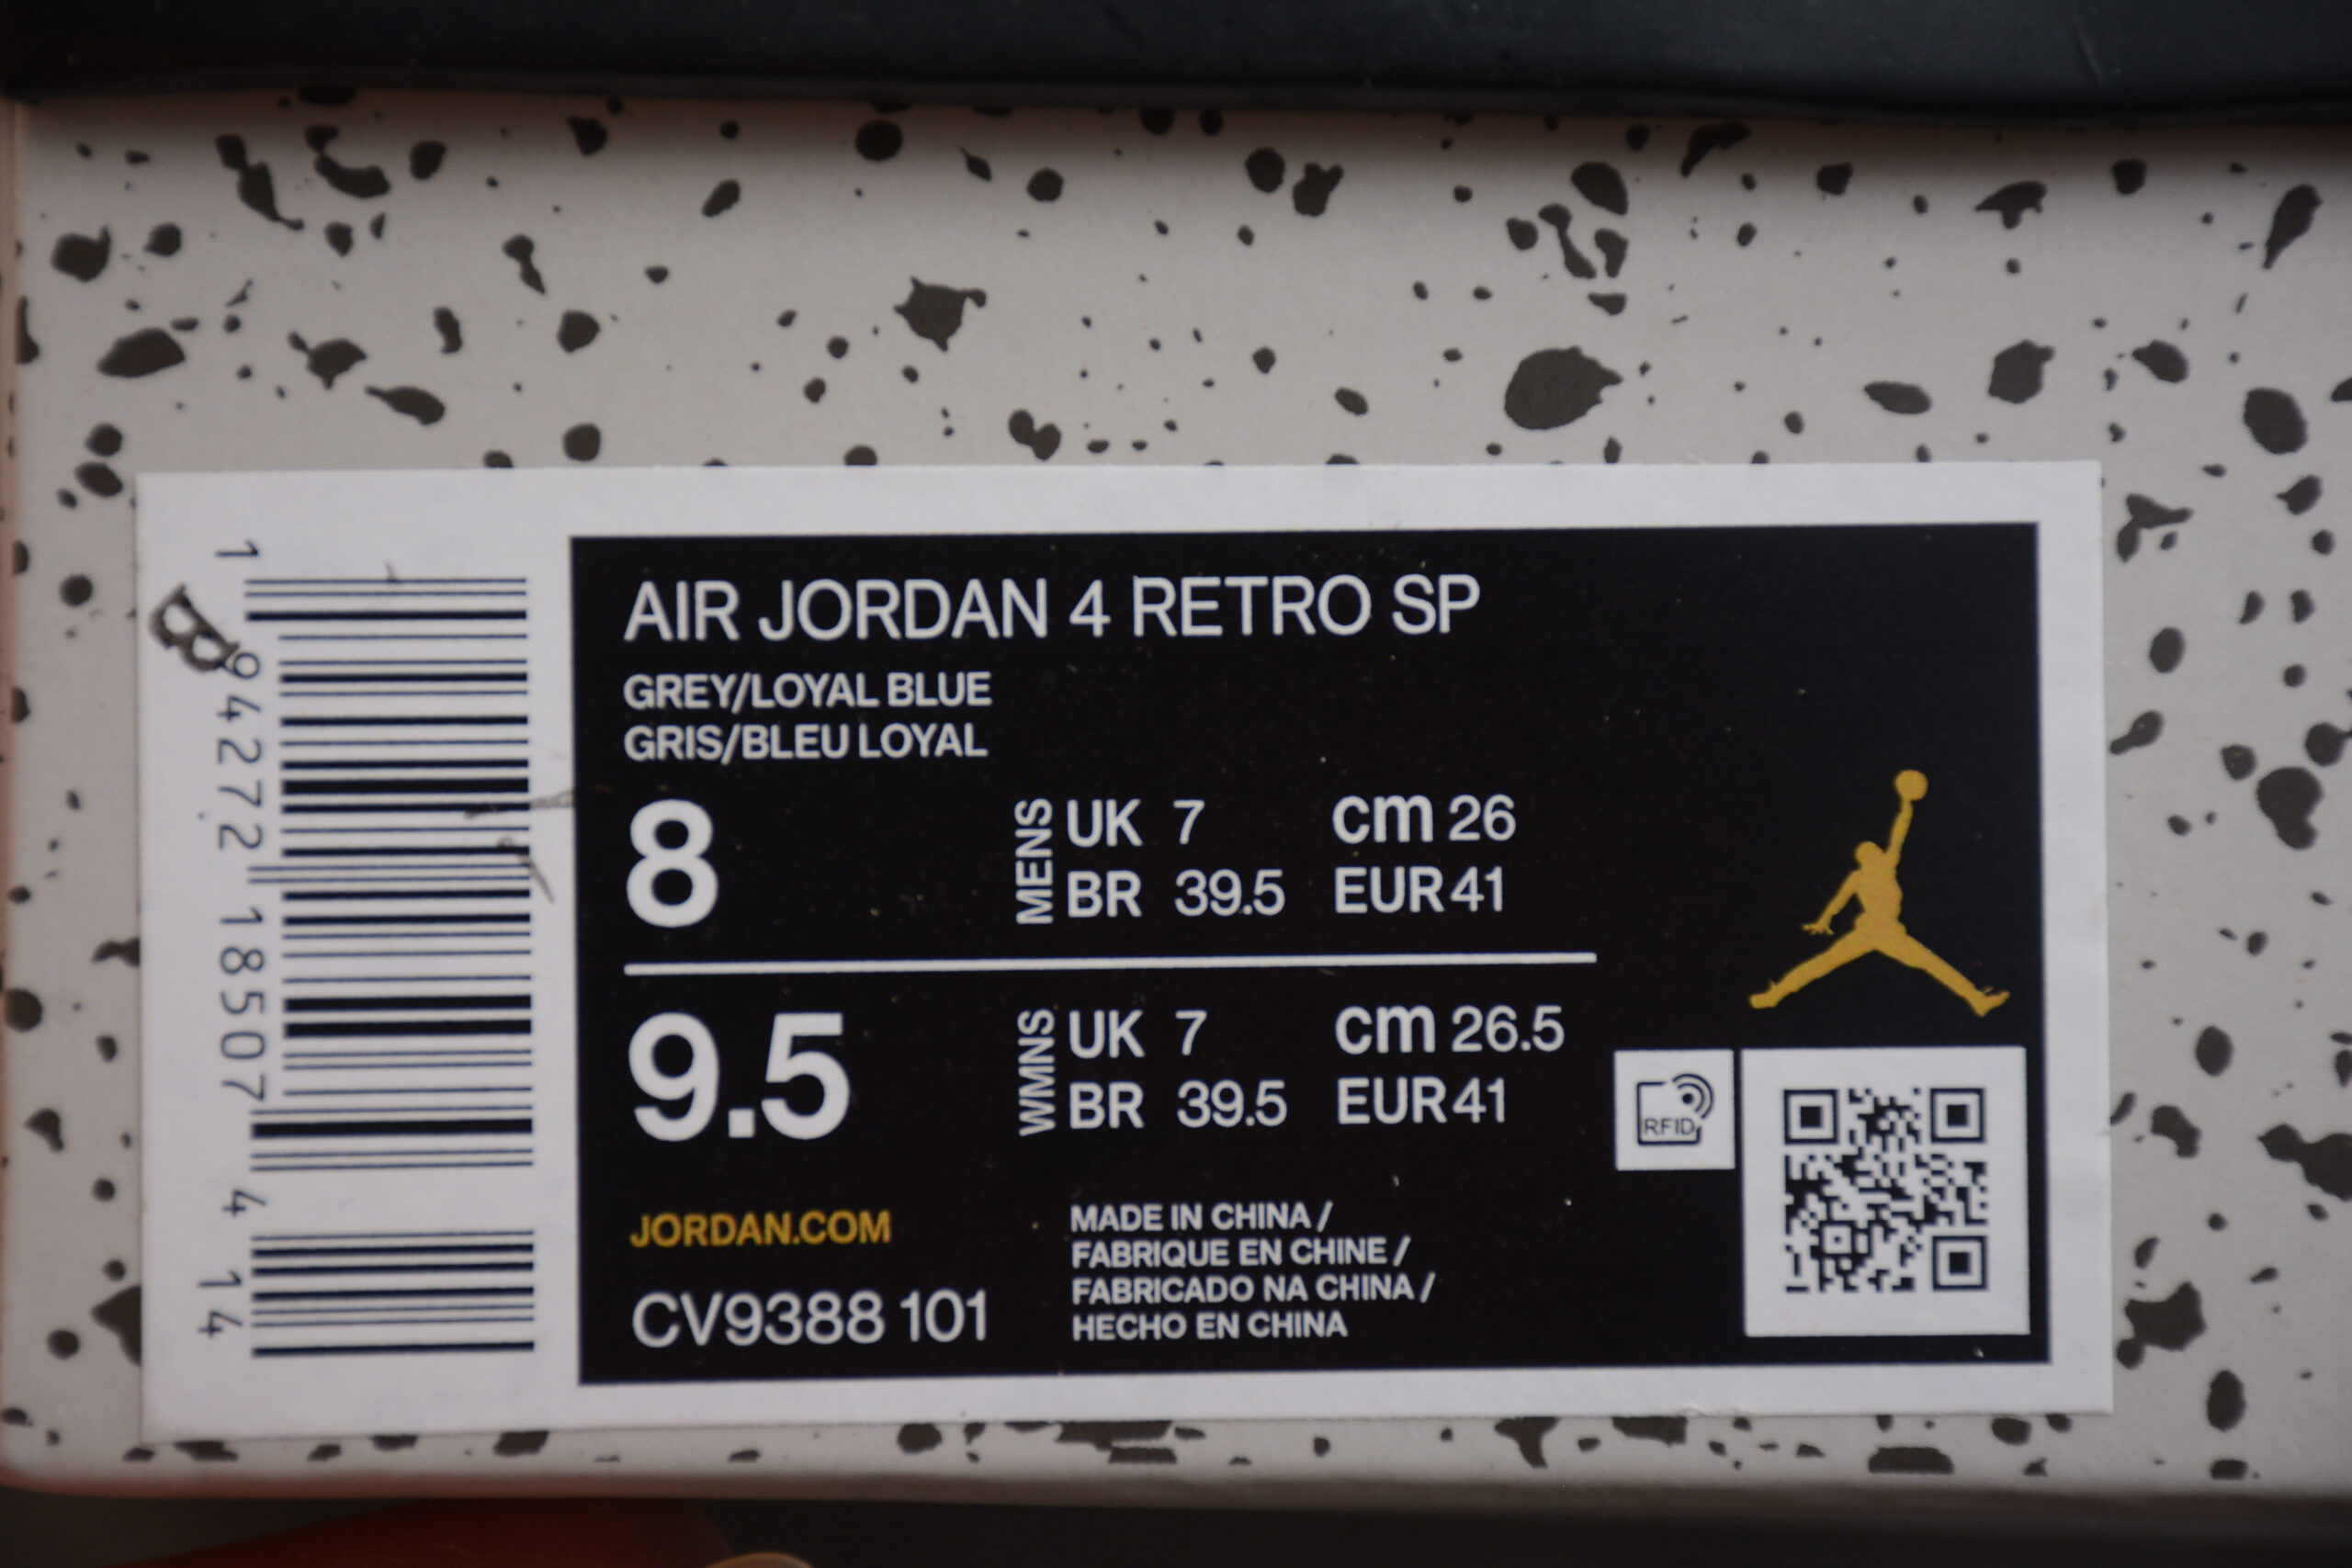 AIR JORDAN 4 RETRO SP
GREY/LOYAL BLUE
GRIS/BLEU LOYAL
8 MENS UK 7 cm 26
BR 39.5 EUR 41
9.5 WMNS UK 7 cm 26.5
BR 39.5 EUR 41
RFID
JORDAN.COM
CV9388 101
MADE IN CHINA /
FABRIQUE EN CHINE /
FABRICADO NA CHINA /
HECHO EN CHINA
1 94272 18507 4 14
B